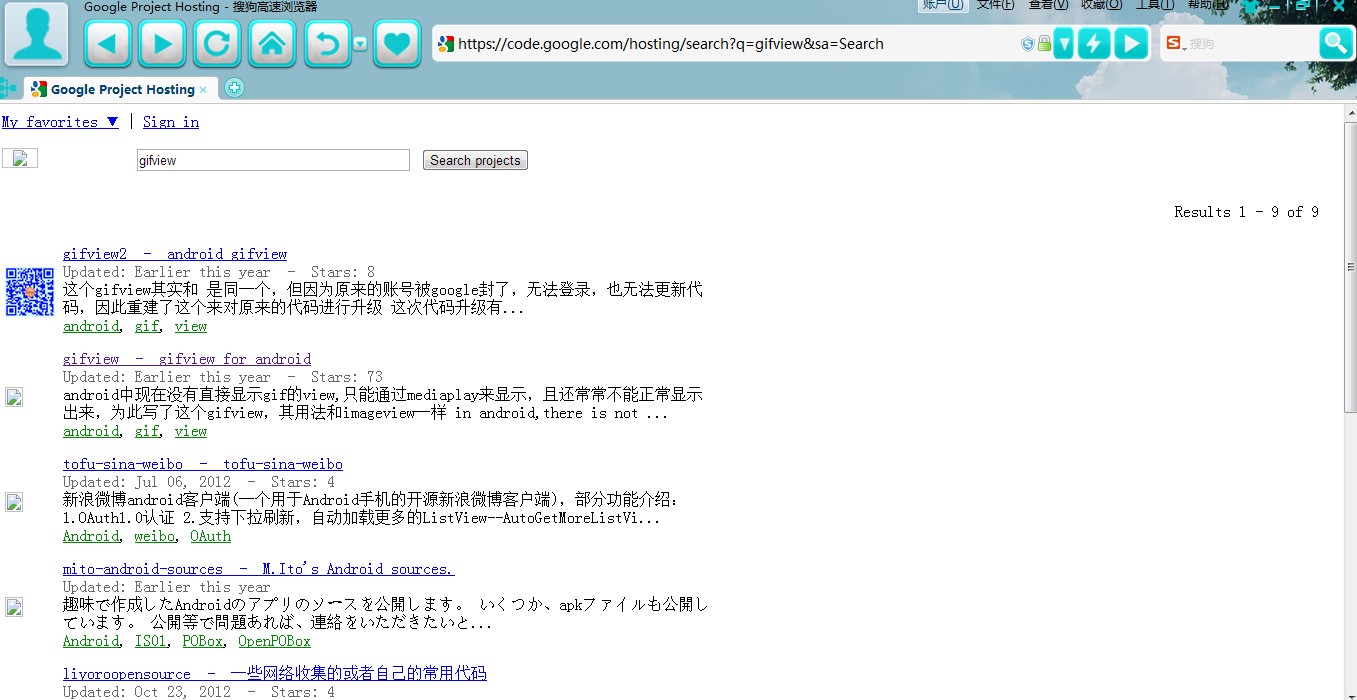 Google Project Hosting - 搜狗高速浏览器
账户(U) 文件(F) 查看(V) 收藏(O) 工具(T) 帮助(H)
https://code.google.com/hosting/search?q=gifview&sa=Search
搜狗
Google Project Hosting ×
My favorites ▼ | Sign in
gifview Search projects
Results 1 - 9 of 9
gifview2 - android gifview
Updated: Earlier this year - Stars: 8
这个gifview其实和 是同一个，但因为原来的账号被google封了，无法登录，也无法更新代
码，因此重建了这个来对原来的代码进行升级 这次代码升级有...
android, gif, view
gifview - gifview for android
Updated: Earlier this year - Stars: 73
android中现在没有直接显示gif的view,只能通过mediaplay来显示，且还常常不能正常显示
出来，为此写了这个gifview，其用法和imageview一样 in android,there is not ...
android, gif, view
tofu-sina-weibo - tofu-sina-weibo
Updated: Jul 06, 2012 - Stars: 4
新浪微博android客户端(一个用于Android手机的开源新浪微博客户端)，部分功能介绍：
1.OAuth1.0认证 2.支持下拉刷新，自动加载更多的ListView--AutoGetMoreListVi...
Android, weibo, OAuth
mito-android-sources - M.Ito's Android sources.
Updated: Earlier this year
趣味で作成したAndroidのアプリのソースを公開します。 いくつか、apkファイルも公開し
ています。 公開等で問題あれば、連絡をいただきたいと...
Android, IS01, POBox, OpenPOBox
liyoroopensource - 一些网络收集的或者自己的常用代码
Updated: Oct 23, 2012 - Stars: 4